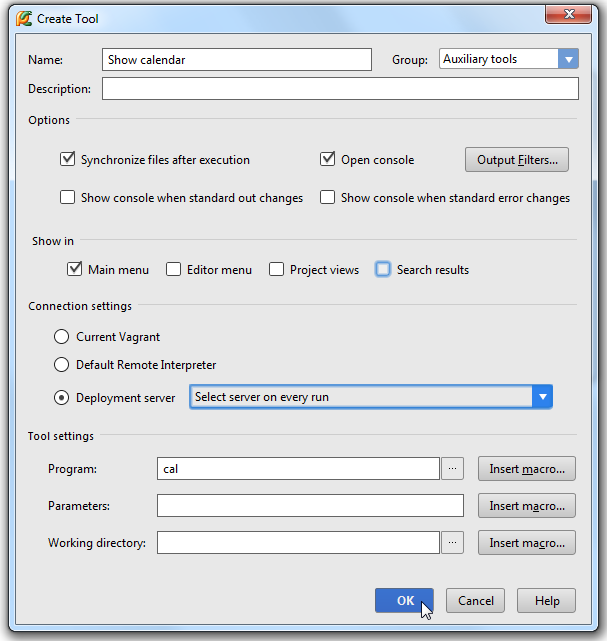 Create Tool
Name: Show calendar Group: Auxiliary tools
Description:
Options
Synchronize files after execution Open console Output Filters...
Show console when standard out changes Show console when standard error changes
Show in
Main menu Editor menu Project views Search results
Connection settings
Current Vagrant
Default Remote Interpreter
Deployment server Select server on every run
Tool settings
Program: cal ... Insert macro...
Parameters: Insert macro...
Working directory: ... Insert macro...
OK Cancel Help